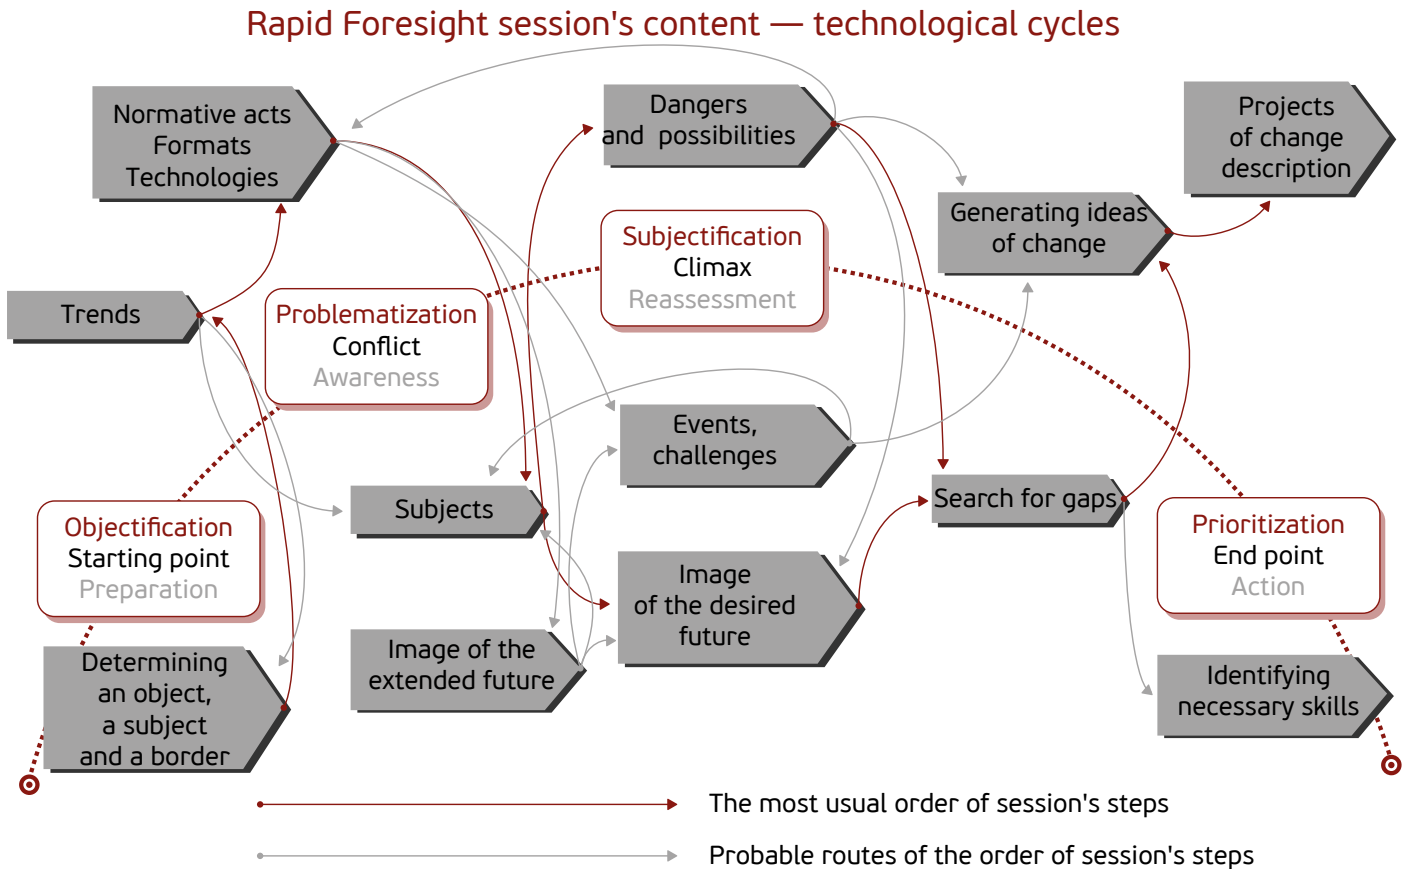 Rapid Foresight session's content — technological cycles
Normative acts
Formats
Technologies
Dangers
and possibilities
Projects
of change
description
Generating ideas
of change
Subjectification
Climax
Reassessment
Trends
Problematization
Conflict
Awareness
Events,
challenges
Subjects
Search for gaps
Objectification
Starting point
Preparation
Prioritization
End point
Action
Image
of the desired
future
Image of the
extended future
Determining
an object,
a subject
and a border
Identifying
necessary skills
The most usual order of session's steps
Probable routes of the order of session's steps